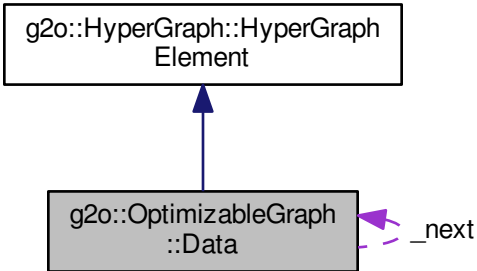 g2o::HyperGraph::HyperGraph
Element
g2o::OptimizableGraph
::Data
_next